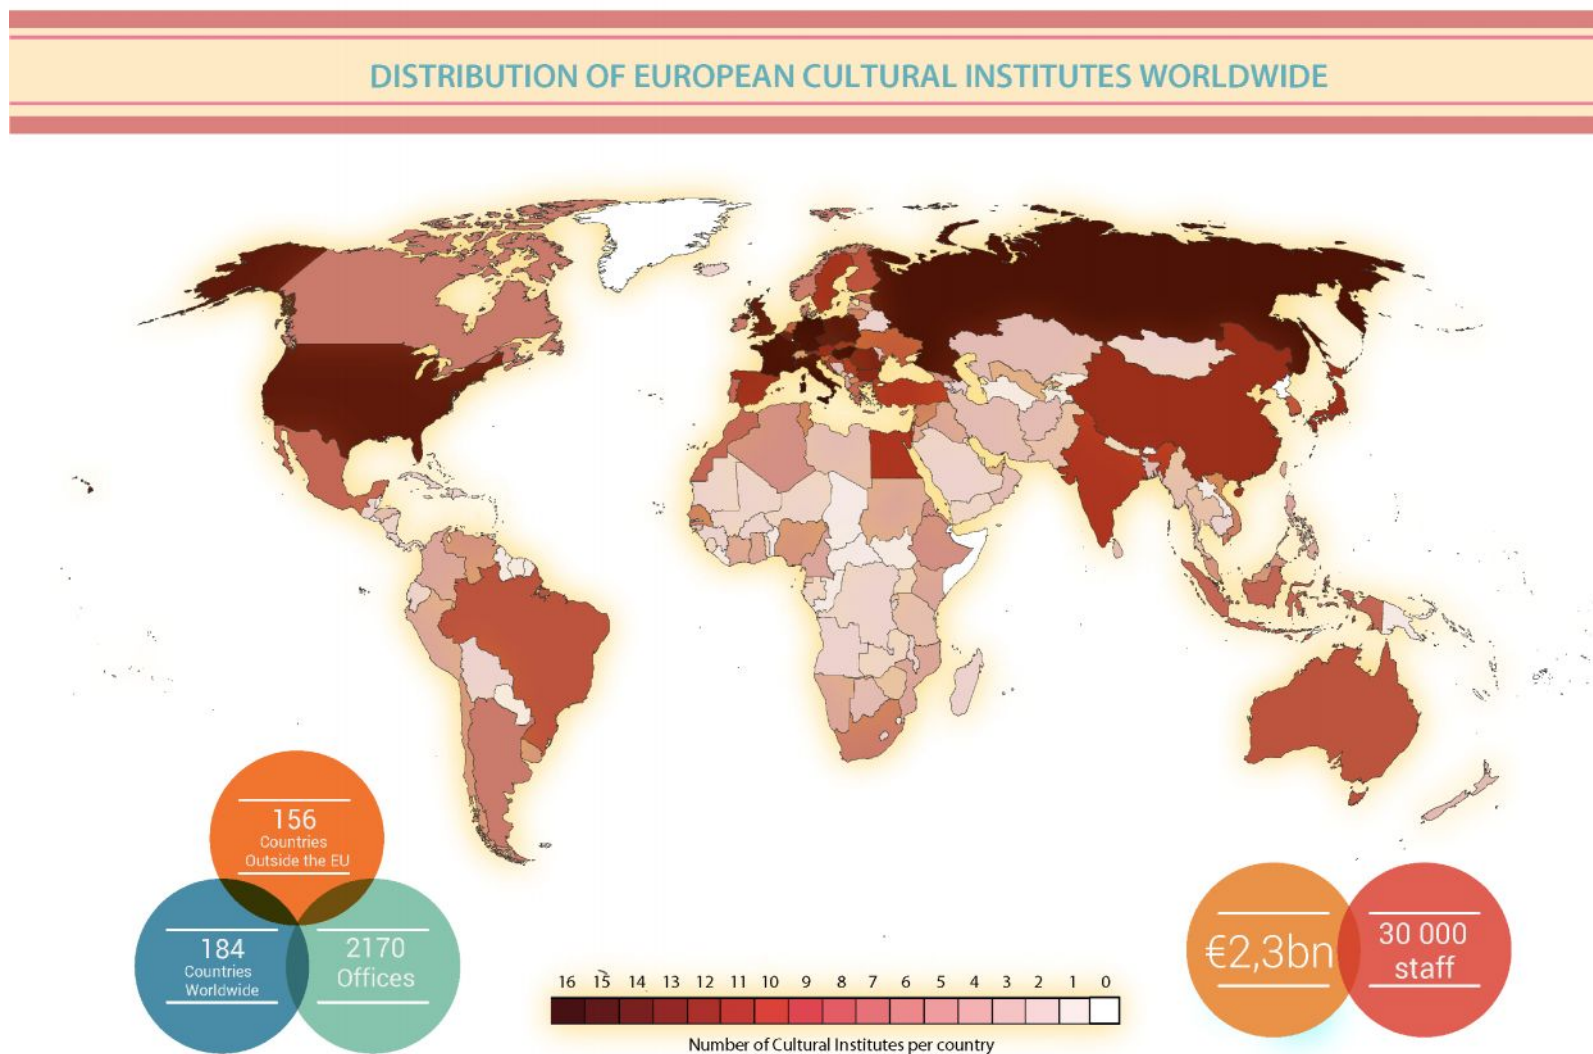 DISTRIBUTION OF EUROPEAN CULTURAL INSTITUTES WORLDWIDE
156
Countries
Outside the EU
184
Countries
Worldwide
2170
Offices
€2,3bn
30 000
staff
16 15 14 13 12 11 10 9 8 7 6 5 4 3 2 1 0
Number of Cultural Institutes per country